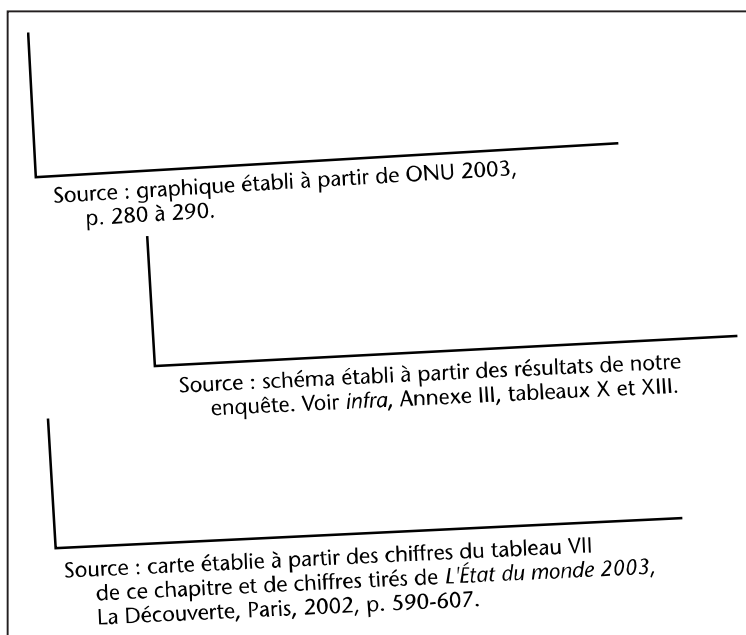 Source : graphique établi à partir de ONU 2003,
p. 280 à 290.
Source : schéma établi à partir des résultats de notre
enquête. Voir infra, Annexe III, tableaux X et XIII.
Source : carte établie à partir des chiffres du tableau VII
de ce chapitre et de chiffres tirés de L'État du monde 2003,
La Découverte, Paris, 2002, p. 590-607.